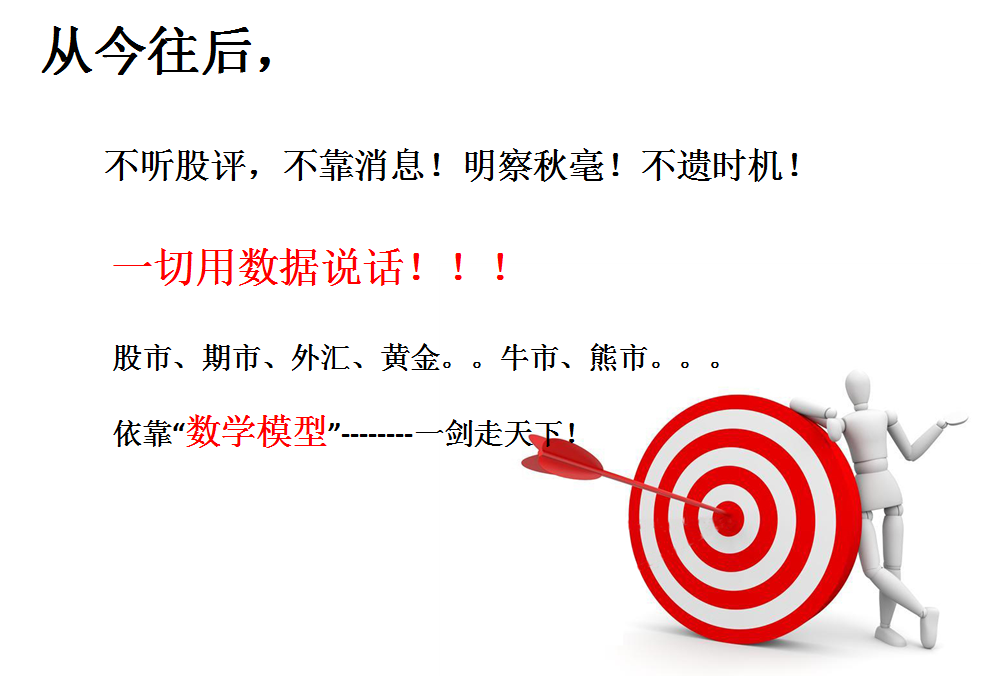 从今往后，
不听股评，不靠消息！明察秋毫！不遗时机！
一切用数据说话！！！
股市、期市、外汇、黄金。。牛市、熊市。。。
依靠“数学模型”--------一剑走天下！